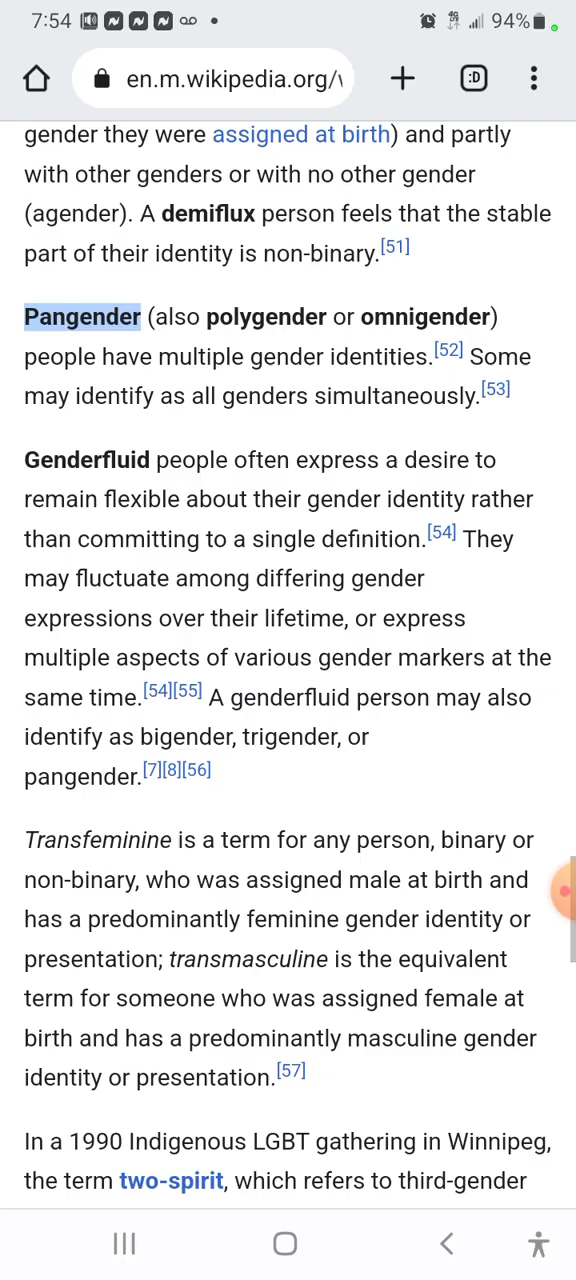 7:54
4G
94%
en.m.wikipedia.org/w
:D
gender they were assigned at birth) and partly
with other genders or with no other gender
(agender). A demiflux person feels that the stable
part of their identity is non-binary.[51]
Pangender (also polygender or omnigender)
people have multiple gender identities.[52] Some
may identify as all genders simultaneously.[53]
Genderfluid people often express a desire to
remain flexible about their gender identity rather
than committing to a single definition.[54] They
may fluctuate among differing gender
expressions over their lifetime, or express
multiple aspects of various gender markers at the
same time.[54][55] A genderfluid person may also
identify as bigender, trigender, or
pangender.[7][8][56]
Transfeminine is a term for any person, binary or
non-binary, who was assigned male at birth and
has a predominantly feminine gender identity or
presentation; transmasculine is the equivalent
term for someone who was assigned female at
birth and has a predominantly masculine gender
identity or presentation.[57]
In a 1990 Indigenous LGBT gathering in Winnipeg,
the term two-spirit, which refers to third-gender